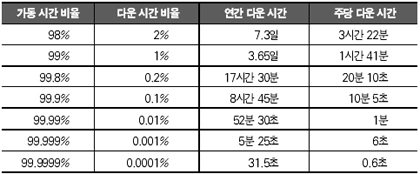 가동 시간 비율 다운 시간 비율 연간 다운 시간 주당 다운 시간
98% 2% 7.3일 3시간 22분
99% 1% 3.65일 1시간 41분
99.8% 0.2% 17시간 30분 20분 10초
99.9% 0.1% 8시간 45분 10분 5초
99.99% 0.01% 52분 30초 1분
99.999% 0.001% 5분 25초 6초
99.9999% 0.0001% 31.5초 0.6초